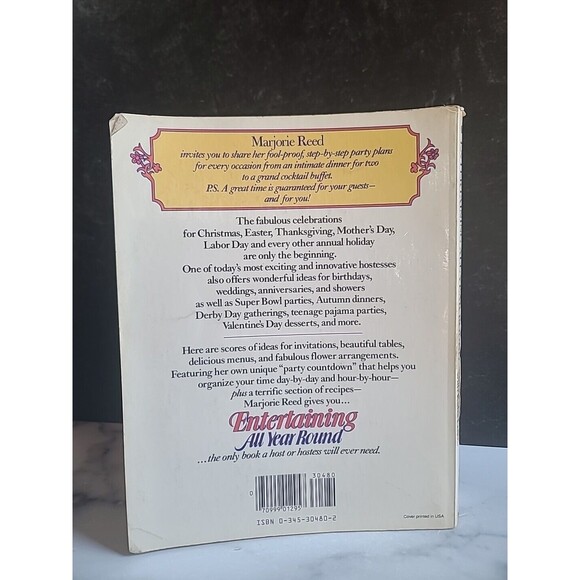 Marjorie Reed
invites you to share her fool-proof, step-by-step party plans
for every occasion from an intimate dinner for two
to a grand cocktail buffet.
P.S. A great time is guaranteed for your guests—
and for you!
The fabulous celebrations
for Christmas, Easter, Thanksgiving, Mother's Day,
Labor Day and every other annual holiday
are only the beginning.
One of today's most exciting and innovative hostesses
also offers wonderful ideas for birthdays,
weddings, anniversaries, and showers
as well as Super Bowl parties, Autumn dinners,
Derby Day gatherings, teenage pajama parties,
Valentine's Day desserts, and more.
Here are scores of ideas for invitations, beautiful tables,
delicious menus, and fabulous flower arrangements.
Featuring her own unique "party countdown" that helps you
organize your time day-by-day and hour-by-hour—
plus a terrific section of recipes—
Marjorie Reed gives you...
Entertaining
All Year Round
...the only book a host or hostess will ever need.
30480
0
70999 01295
ISBN 0-345-30480-2
Cover printed in USA